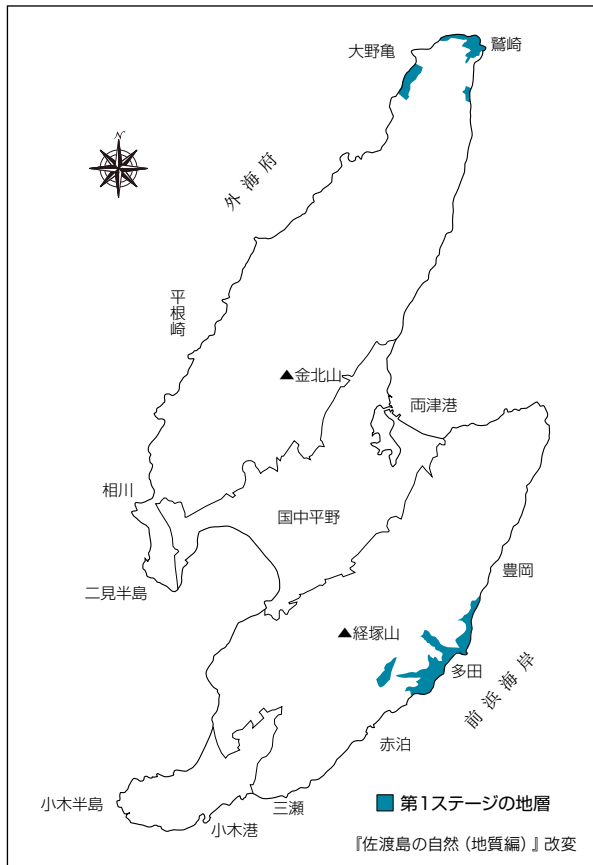 大野亀
鷲崎
N
外海府
平根崎
▲金北山
両津港
相川
国中平野
二見半島
豊岡
▲経塚山
多田
前浜海岸
赤泊
小木半島
三瀬
小木港
第1ステージの地層
『佐渡島の自然（地質編）』改変